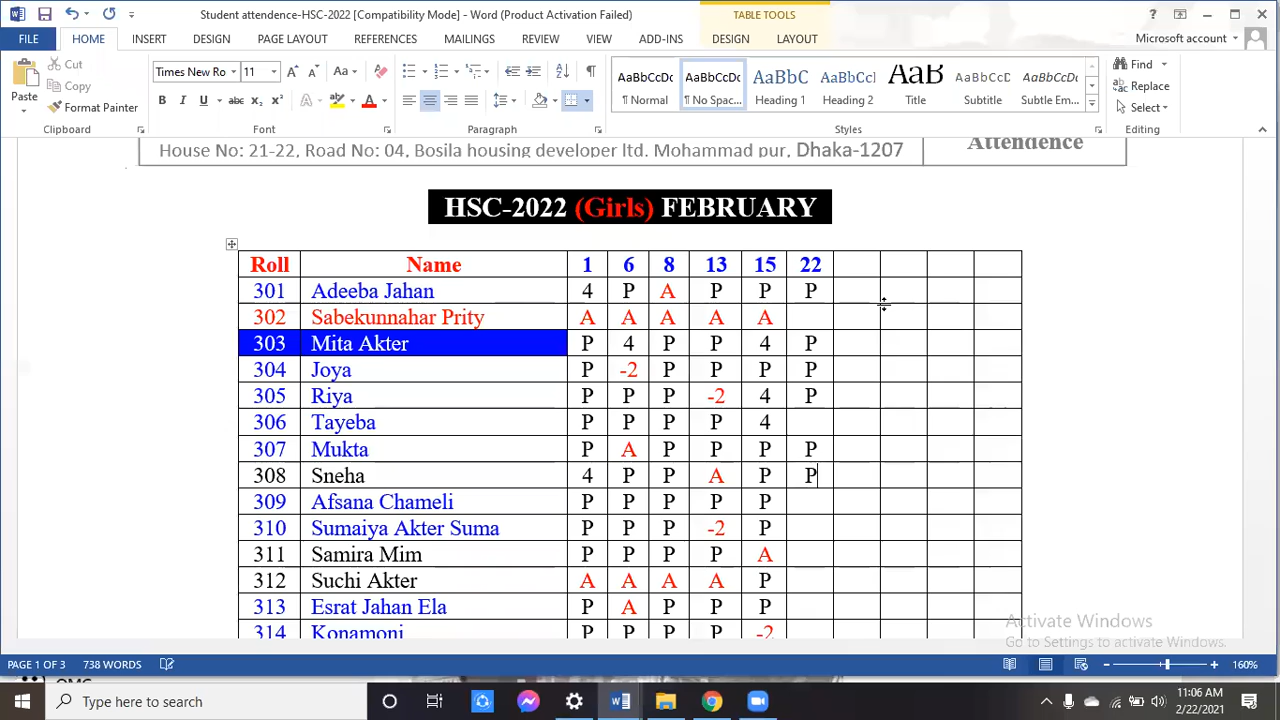 Student attendence-HSC-2022 [Compatibility Mode] - Word (Product Activation Failed)
TABLE TOOLS
FILE HOME INSERT DESIGN PAGE LAYOUT REFERENCES MAILINGS REVIEW VIEW ADD-INS DESIGN LAYOUT Microsoft account
Cut
Copy
Format Painter
Paste
Times New Ro 11
AaBbCcDc AaBbCcDc AaBbC AaBbCc AaB AaBbCcD AaBbCcDc
¶ Normal ¶ No Spac... Heading 1 Heading 2 Title Subtitle Subtle Em...
Find
Replace
Select
Clipboard Font Paragraph Styles Editing
House No: 21-22, Road No: 04, Bosila housing developer ltd. Mohammad pur, Dhaka-1207 Attendence
HSC-2022 (Girls) FEBRUARY
Roll Name 1 6 8 13 15 22
301 Adeeba Jahan 4 P A P P P
302 Sabekunnahar Prity A A A A A
303 Mita Akter P 4 P P 4 P
304 Joya P -2 P P P P
305 Riya P P P -2 4 P
306 Tayeba P P P P 4
307 Mukta P A P P P P
308 Sneha 4 P P A P P
309 Afsana Chameli P P P P P
310 Sumaiya Akter Suma P P P -2 P
311 Samira Mim P P P P A
312 Suchi Akter A A A A P
313 Esrat Jahan Ela P A P P P
314 Konamoni P P P P -2
Activate Windows
Go to Settings to activate Windows.
PAGE 1 OF 3 738 WORDS 160%
Type here to search
11:06 AM
2/22/2021